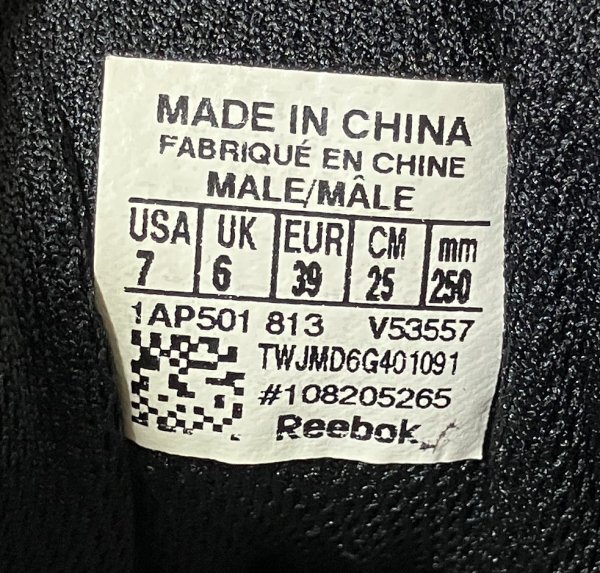 MADE IN CHINA
FABRIQUÉ EN CHINE
MALE/MÂLE
USA UK EUR CM mm
7 6 39 25 250
1AP501 813 V53557
TWJMD6G401091
#108205265
Reebok